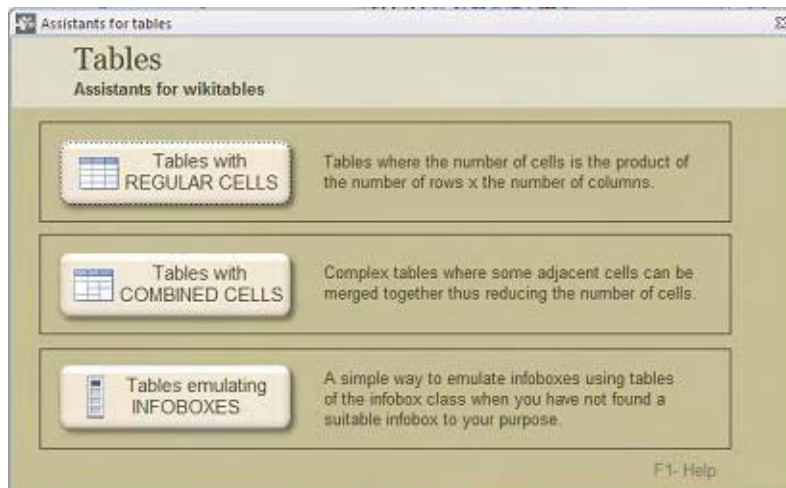 Assistants for tables
Tables
Assistants for wikitables
Tables with
REGULAR CELLS
Tables where the number of cells is the product of
the number of rows x the number of columns.
Tables with
COMBINED CELLS
Complex tables where some adjacent cells can be
merged together thus reducing the number of cells.
Tables emulating
INFOBOXES
A simple way to emulate infoboxes using tables
of the infobox class when you have not found a
suitable infobox to your purpose.
F1- Help